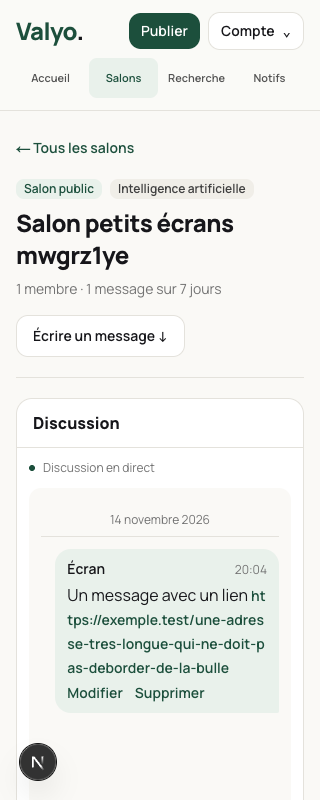 Valyo.
Publier
Compte
Accueil
Salons
Recherche
Notifs
← Tous les salons
Salon public
Intelligence artificielle
Salon petits écrans
mwgrz1ye
1 membre · 1 message sur 7 jours
Écrire un message ↓
Discussion
Discussion en direct
14 novembre 2026
Écran
20:04
Un message avec un lien ht
tps://exemple.test/une-adres
se-tres-longue-qui-ne-doit-p
as-deborder-de-la-bulle
Modifier Supprimer
N